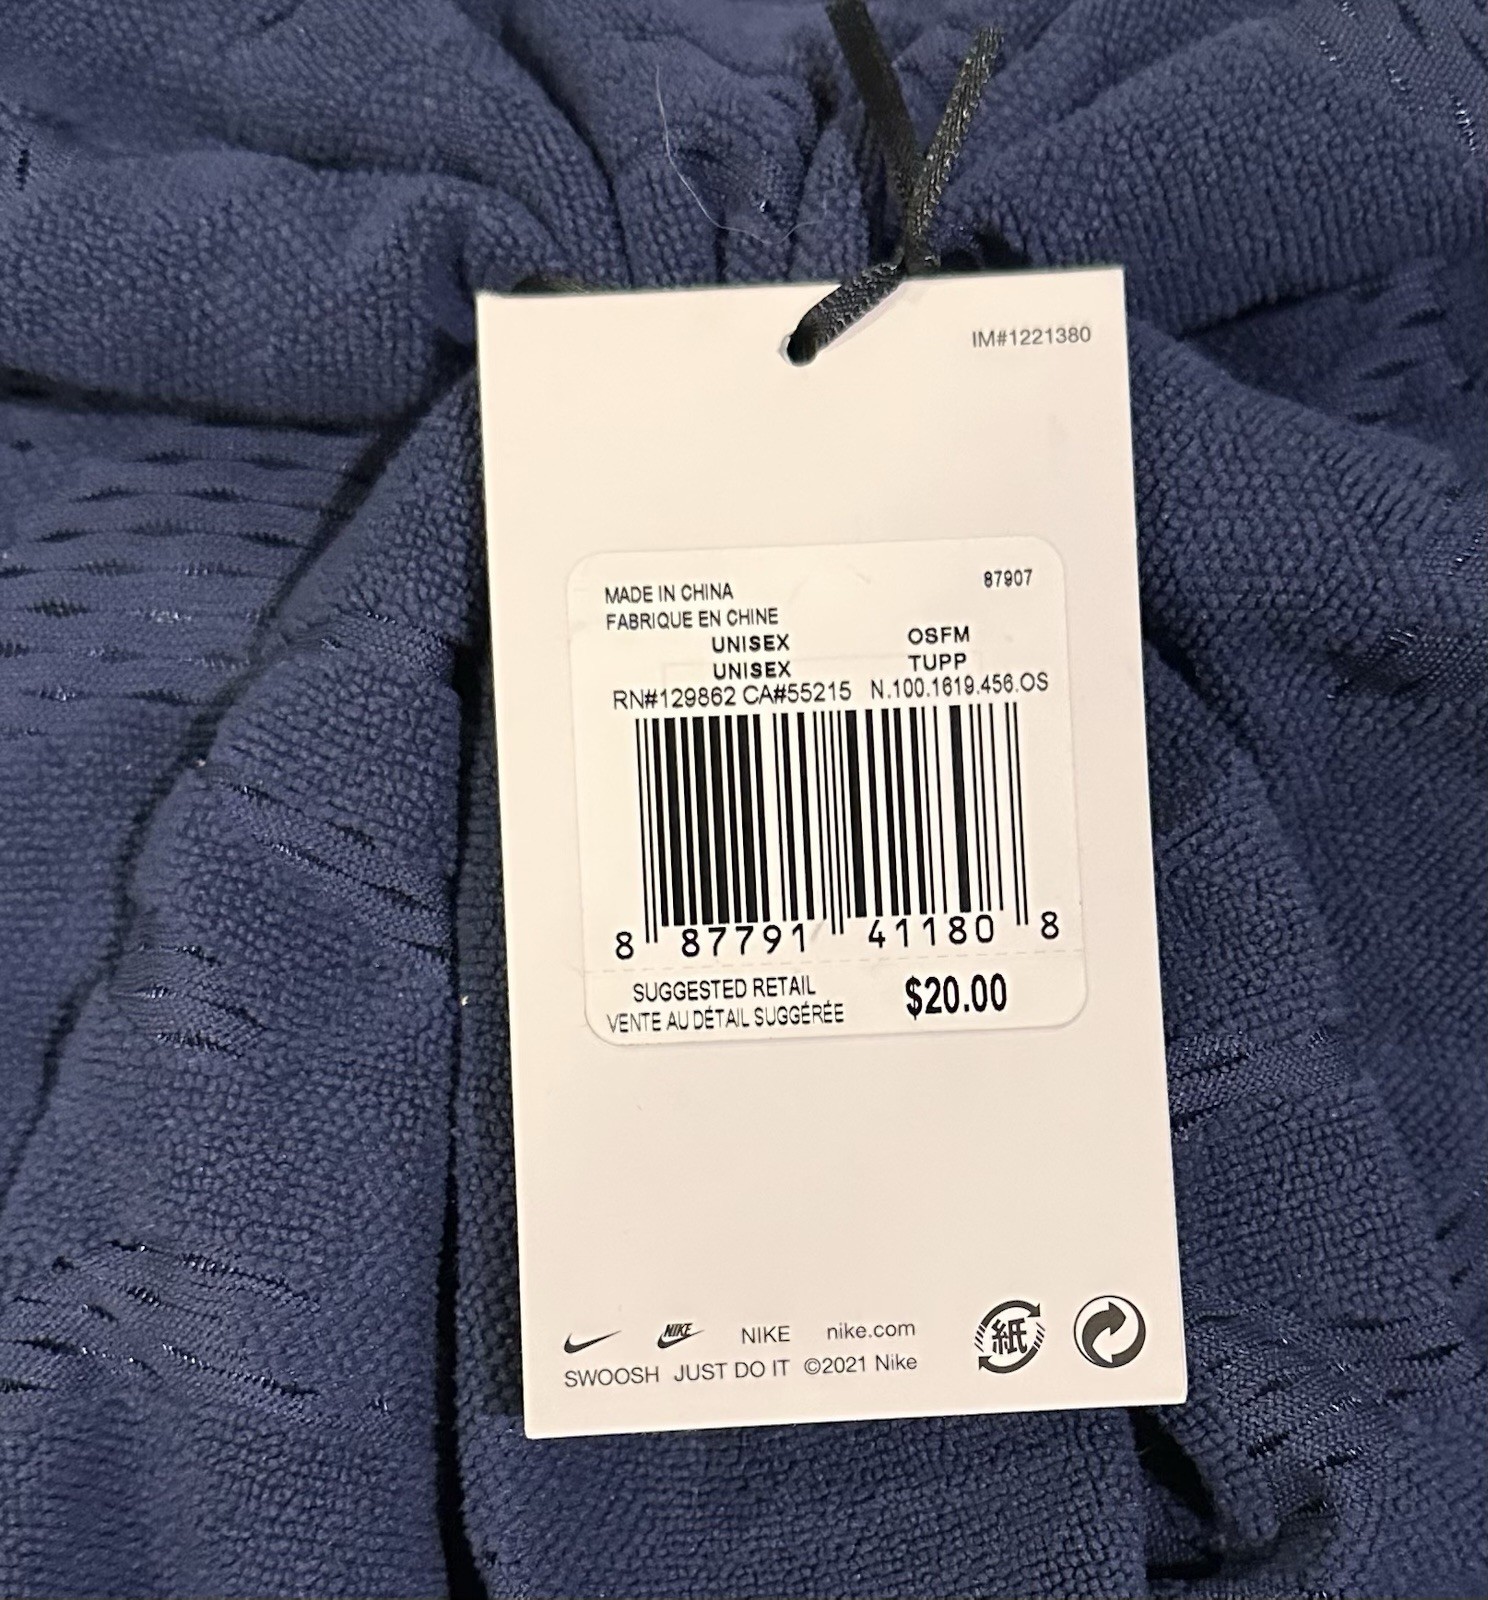 IM#1221380
MADE IN CHINA 87907
FABRIQUE EN CHINE
UNISEX OSFM
UNISEX TUPP
RN#129862 CA#55215 N.100.1619.456.OS
8 87791 41180 8
SUGGESTED RETAIL $20.00
VENTE AU DÉTAIL SUGGÉRÉE
NIKE NIKE nike.com
SWOOSH JUST DO IT ©2021 Nike
紙